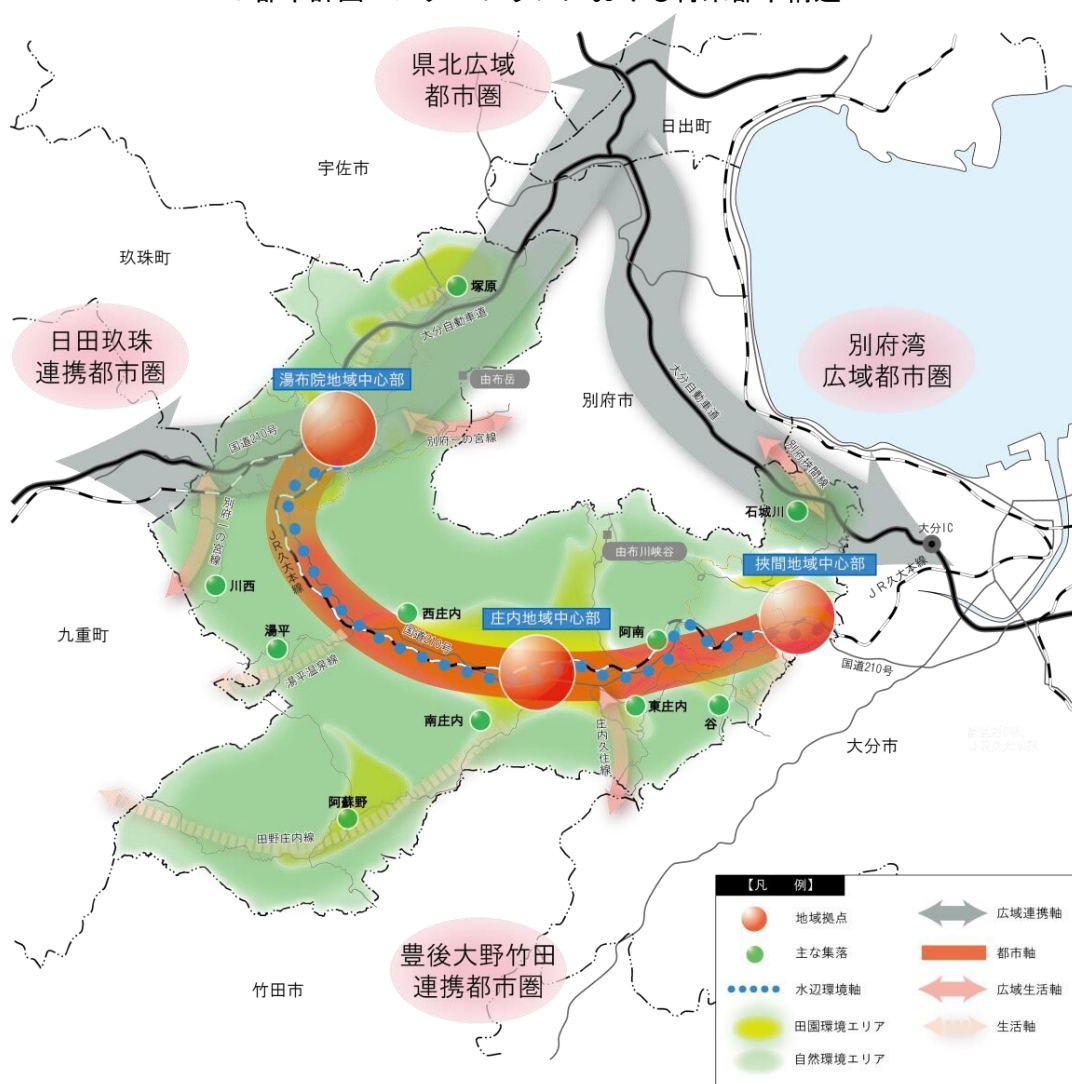 県北広域
都市圏
日出町
宇佐市
玖珠町
塚原
大分自動車道
日田玖珠
連携都市圏
別府湾
広域都市圏
湯布院地域中心部
由布岳
別府市
大分自動車道
国道210号
別府一の宮線
別府挾間線
別府一の宮線
石城川
大分IC
JR久大本線
由布川峡谷
挾間地域中心部
JR久大本線
川西
西庄内
庄内地域中心部
九重町
湯平
国道210号
阿南
国道210号
湯平温泉線
南庄内
東庄内
谷
庄内久住線
大分市
阿蘇野
田野庄内線
豊後大野竹田
連携都市圏
竹田市
【凡 例】
地域拠点
広域連携軸
主な集落
都市軸
水辺環境軸
広域生活軸
田園環境エリア
生活軸
自然環境エリア